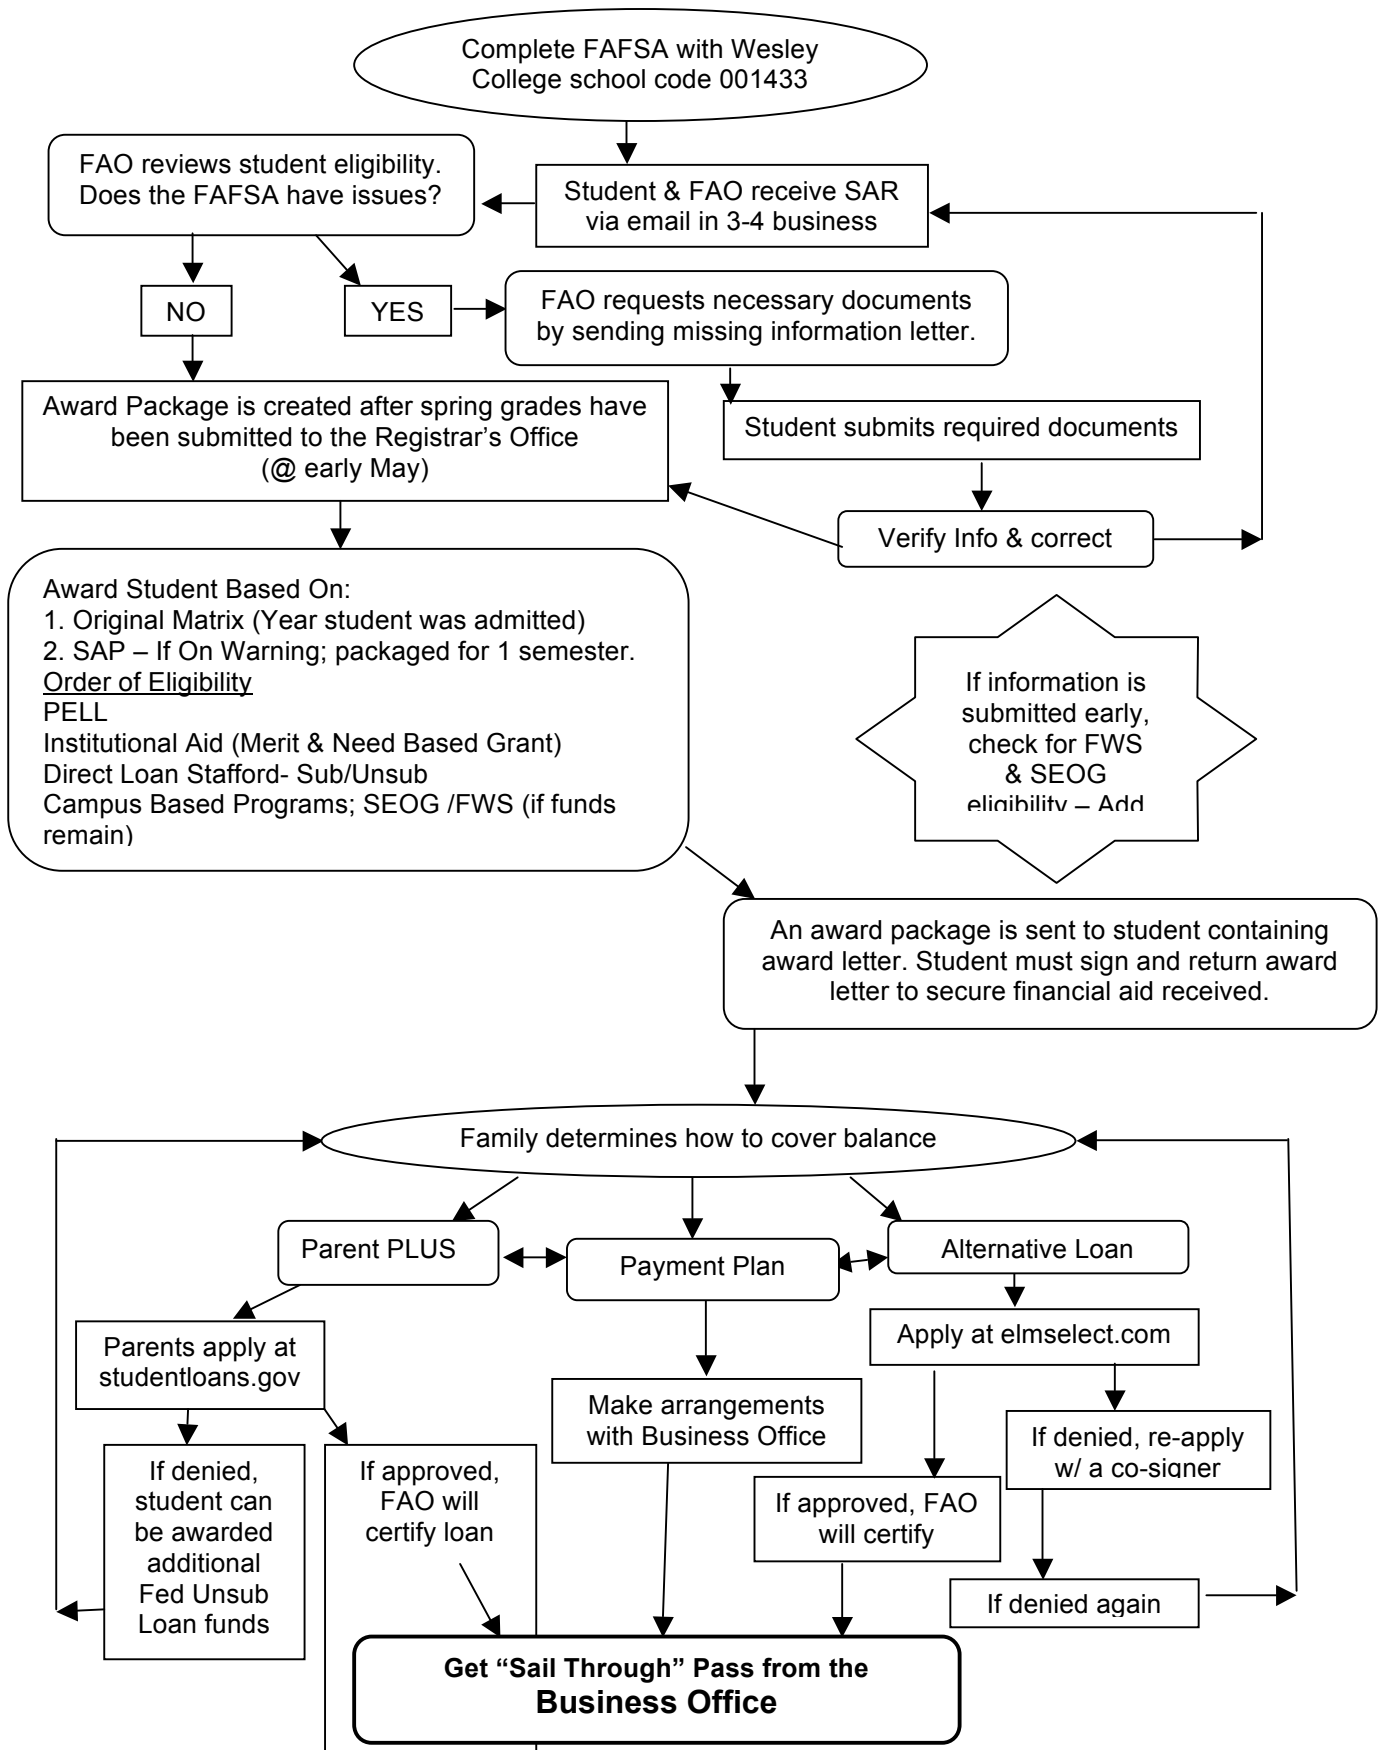 Complete FAFSA with Wesley
College school code 001433
FAO reviews student eligibility.
Does the FAFSA have issues?
Student & FAO receive SAR
via email in 3-4 business
NO
YES
FAO requests necessary documents
by sending missing information letter.
Award Package is created after spring grades have
been submitted to the Registrar’s Office
(@ early May)
Student submits required documents
Verify Info & correct
Award Student Based On:
1. Original Matrix (Year student was admitted)
2. SAP – If On Warning; packaged for 1 semester.
Order of Eligibility
PELL
Institutional Aid (Merit & Need Based Grant)
Direct Loan Stafford- Sub/Unsub
Campus Based Programs; SEOG /FWS (if funds
remain)
If information is
submitted early,
check for FWS
& SEOG
eligibility – Add
An award package is sent to student containing
award letter. Student must sign and return award
letter to secure financial aid received.
Family determines how to cover balance
Parent PLUS
Payment Plan
Alternative Loan
Parents apply at
studentloans.gov
Apply at elmselect.com
Make arrangements
with Business Office
If denied, re-apply
w/ a co-signer
If denied,
student can
be awarded
additional
Fed Unsub
Loan funds
If approved,
FAO will
certify loan
If approved, FAO
will certify
If denied again
Get “Sail Through” Pass from the
Business Office